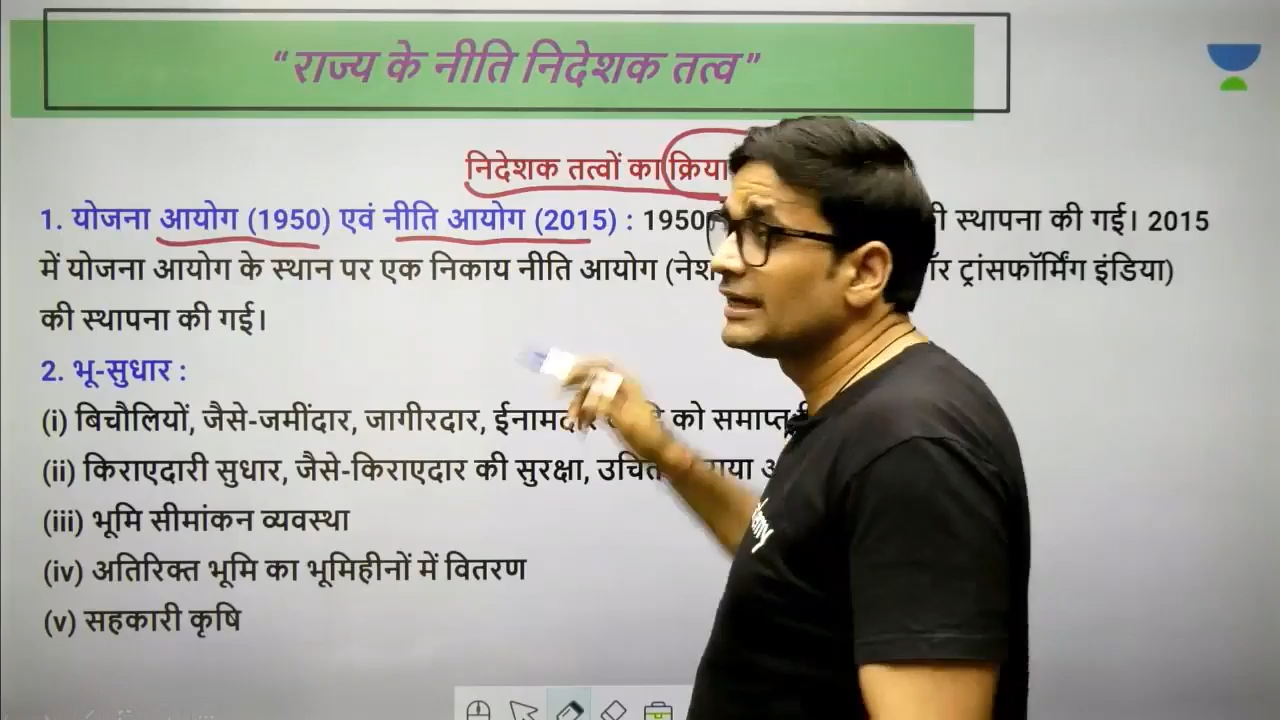 “राज्य के नीति निदेशक तत्व”
निदेशक तत्वों का क्रिया
1. योजना आयोग (1950) एवं नीति आयोग (2015) : 1950 की स्थापना की गई। 2015
में योजना आयोग के स्थान पर एक निकाय नीति आयोग ट्रांसफॉर्मिंग इंडिया)
की स्थापना की गई।
2. भू-सुधार :
(i) बिचौलियों, जैसे-जमींदार, जागीरदार, ईनामदार को समाप्त
(ii) किराएदारी सुधार, जैसे-किराएदार की सुरक्षा, उचित
(iii) भूमि सीमांकन व्यवस्था
(iv) अतिरिक्त भूमि का भूमिहीनों में वितरण
(v) सहकारी कृषि